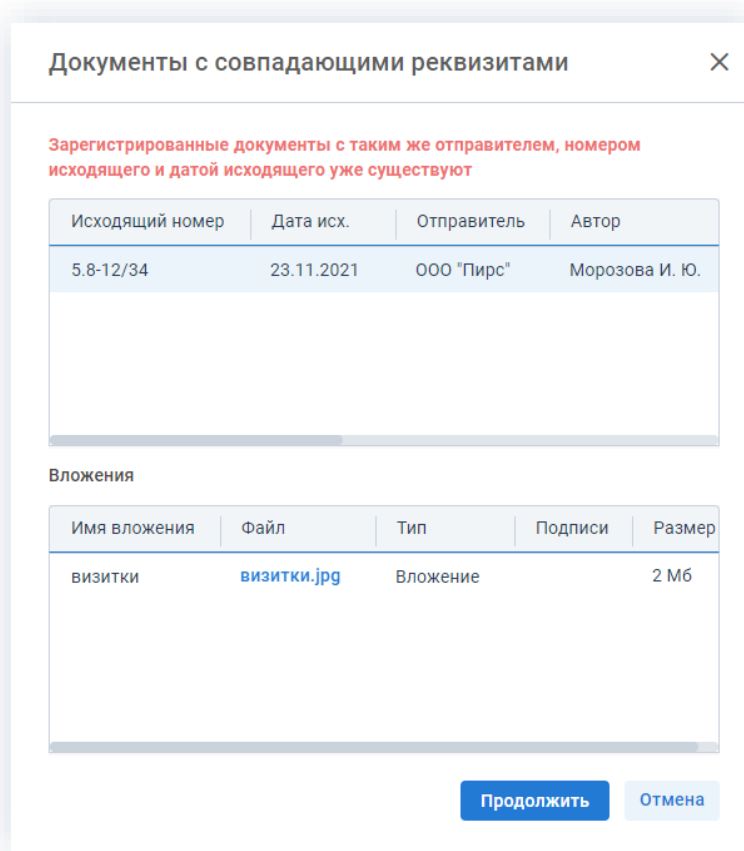 Документы с совпадающими реквизитами
Зарегистрированные документы с таким же отправителем, номером
исходящего и датой исходящего уже существуют
Исходящий номер Дата исх. Отправитель Автор
5.8-12/34 23.11.2021 ООО "Пирс" Морозова И. Ю.
Вложения
Имя вложения Файл Тип Подписи Размер
визитки визитки.jpg Вложение 2 Мб
Продолжить Отмена